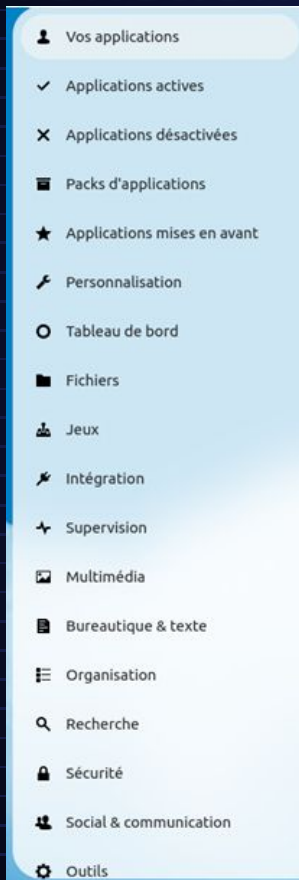 Vos applications
Applications actives
Applications désactivées
Packs d'applications
Applications mises en avant
Personnalisation
Tableau de bord
Fichiers
Jeux
Intégration
Supervision
Multimédia
Bureautique & texte
Organisation
Recherche
Sécurité
Social & communication
Outils